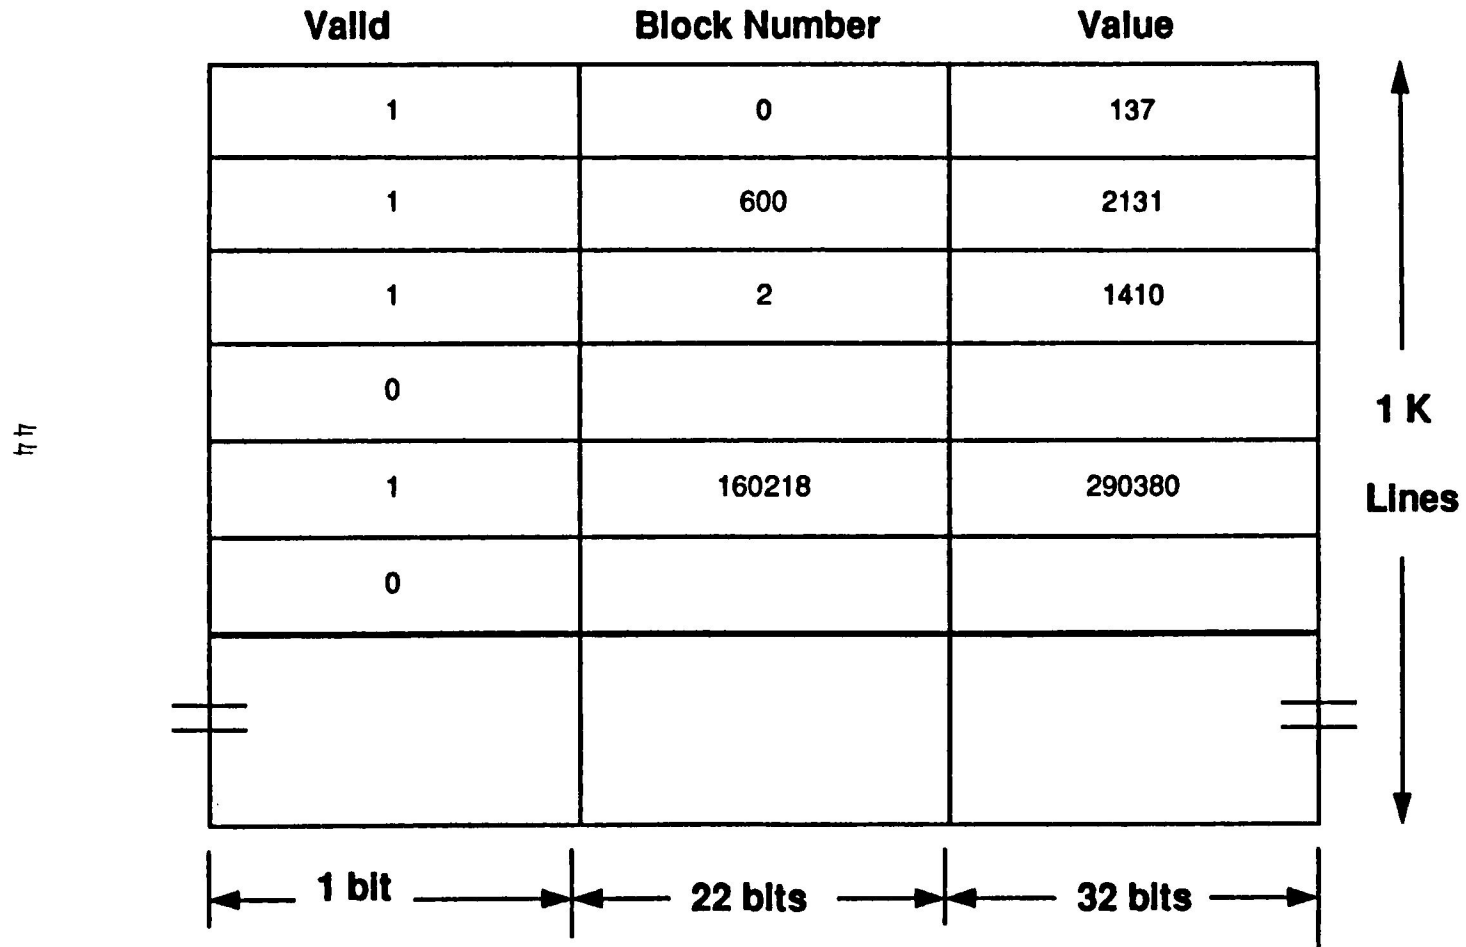 Valid Block Number Value
1 0 137
1 600 2131
1 2 1410
0
1 160218 290380
0
1 K
Lines
44
1 bit 22 bits 32 bits